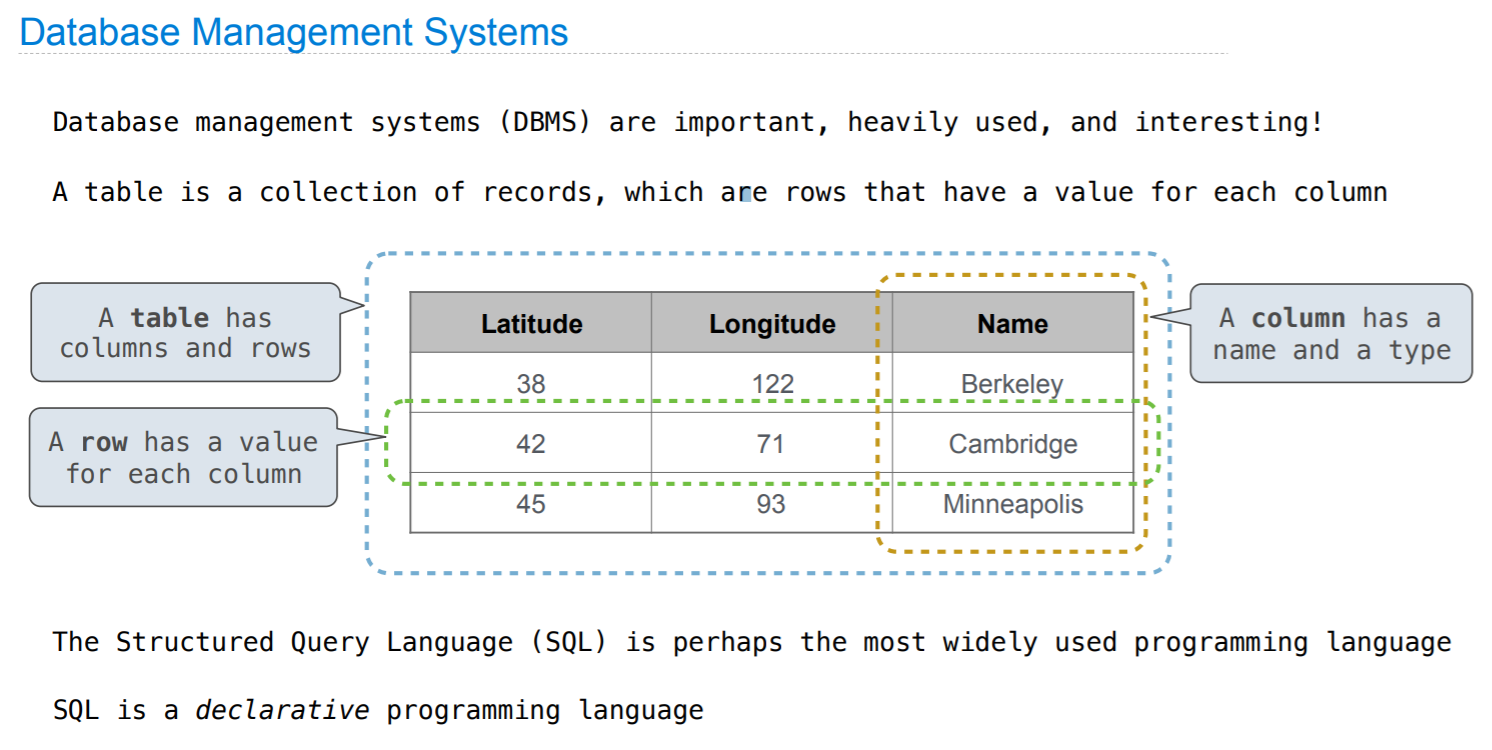 Database Management Systems
Database management systems (DBMS) are important, heavily used, and interesting!
A table is a collection of records, which are rows that have a value for each column
A table has
columns and rows
A row has a value
for each column
Latitude Longitude Name
38 122 Berkeley
42 71 Cambridge
45 93 Minneapolis
A column has a
name and a type
The Structured Query Language (SQL) is perhaps the most widely used programming language
SQL is a declarative programming language